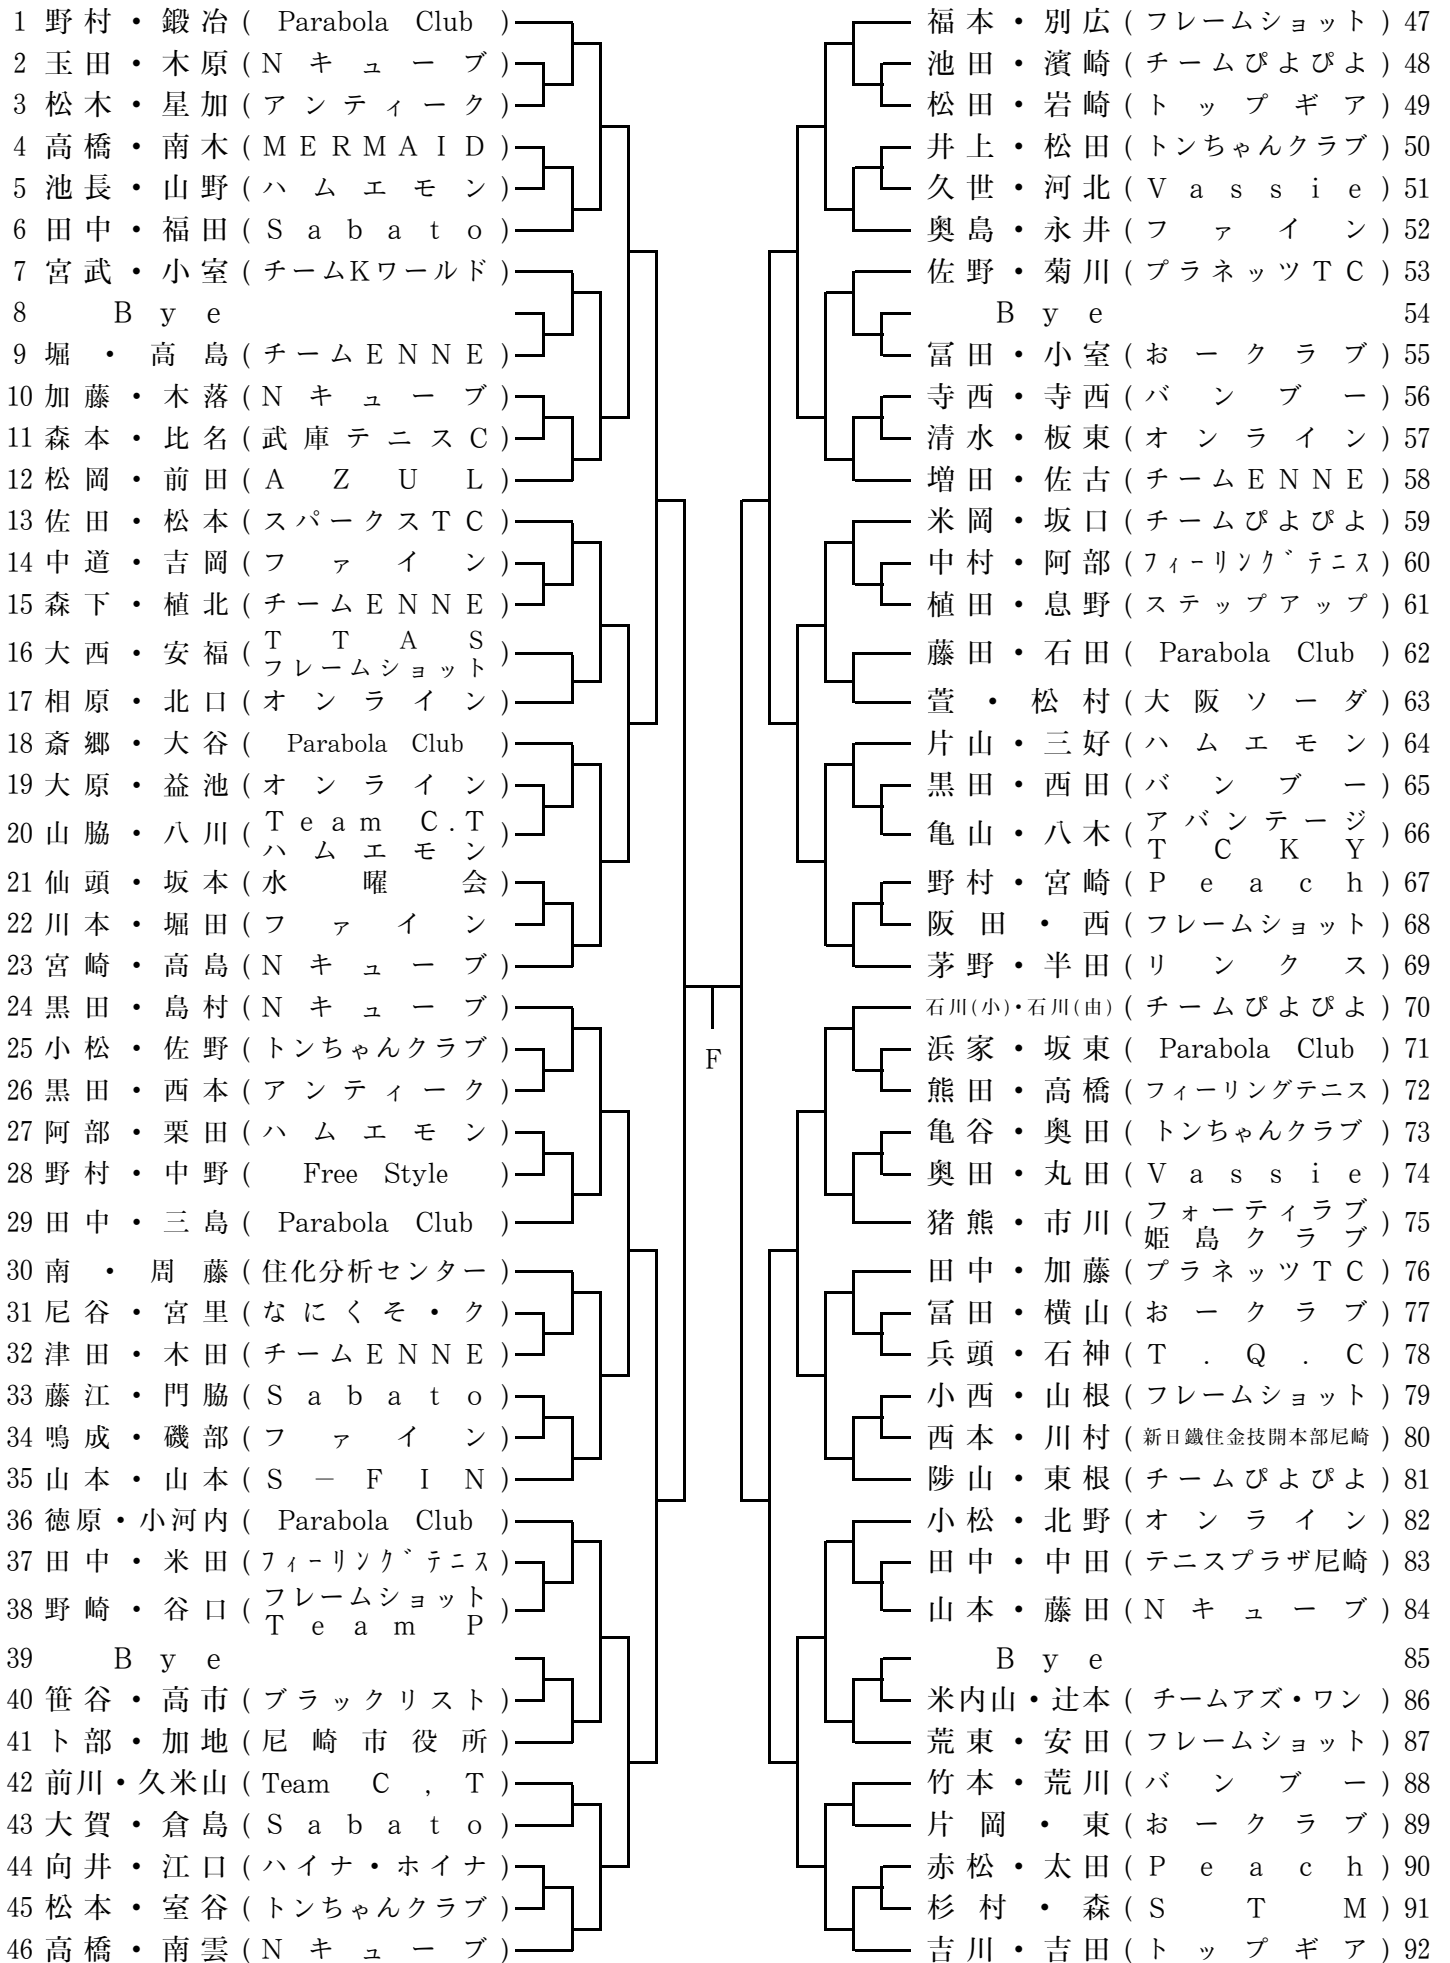 1 野村・鍛冶 ( Parabola Club )
2 玉田・木原 (Nキューブ)
3 松木・星加 (アンティーク)
4 高橋・南木 (MERMAID)
5 池長・山野 (ハムエモン)
6 田中・福田 (Sabato)
7 宮武・小室 (チームKワールド)
8 Bye
9 堀・高島 (チームENNE)
10 加藤・木落 (Nキューブ)
11 森本・比名 (武庫テニスC)
12 松岡・前田 (AZUL)
13 佐田・松本 (スパークスTC)
14 中道・吉岡 (ファイン)
15 森下・植北 (チームENNE)
16 大西・安福 (TTAS
フレームショット)
17 相原・北口 (オンライン)
18 斎郷・大谷 ( Parabola Club )
19 大原・益池 (オンライン)
20 山脇・八川 (Team C.T
ハムエモン)
21 仙頭・坂本 (水曜会)
22 川本・堀田 (ファイン)
23 宮崎・高島 (Nキューブ)
24 黒田・島村 (Nキューブ)
25 小松・佐野 (トンちゃんクラブ)
26 黒田・西本 (アンティーク)
27 阿部・栗田 (ハムエモン)
28 野村・中野 ( Free Style )
29 田中・三島 ( Parabola Club )
30 南・周藤 (住化分析センター)
31 尼谷・宮里 (なにくそ・ク)
32 津田・木田 (チームENNE)
33 藤江・門脇 (Sabato)
34 鳴成・磯部 (ファイン)
35 山本・山本 (S－FIN)
36 徳原・小河内 ( Parabola Club )
37 田中・米田 (フィーリングテニス)
38 野崎・谷口 (フレームショット
Team P)
39 Bye
40 笹谷・高市 (ブラックリスト)
41 卜部・加地 (尼崎市役所)
42 前川・久米山 (Team C , T)
43 大賀・倉島 (Sabato)
44 向井・江口 (ハイナ・ホイナ)
45 松本・室谷 (トンちゃんクラブ)
46 高橋・南雲 (Nキューブ)
F
福本・別広 (フレームショット) 47
池田・濱崎 (チームぴよぴよ) 48
松田・岩崎 (トップギア) 49
井上・松田 (トンちゃんクラブ) 50
久世・河北 (Vassie) 51
奥島・永井 (ファイン) 52
佐野・菊川 (プラネッツTC) 53
Bye 54
冨田・小室 (おークラブ) 55
寺西・寺西 (バンブー) 56
清水・板東 (オンライン) 57
増田・佐古 (チームENNE) 58
米岡・坂口 (チームぴよぴよ) 59
中村・阿部 (フィーリングテニス) 60
植田・息野 (ステップアップ) 61
藤田・石田 ( Parabola Club ) 62
萱・松村 (大阪ソーダ) 63
片山・三好 (ハムエモン) 64
黒田・西田 (バンブー) 65
亀山・八木 (アバンテージ
TCKY) 66
野村・宮崎 (Peach) 67
阪田・西 (フレームショット) 68
茅野・半田 (リンクス) 69
石川(小)・石川(由) (チームぴよぴよ) 70
浜家・坂東 ( Parabola Club ) 71
熊田・高橋 (フィーリングテニス) 72
亀谷・奥田 (トンちゃんクラブ) 73
奥田・丸田 (Vassie) 74
猪熊・市川 (フォーティラブ
姫島クラブ) 75
田中・加藤 (プラネッツTC) 76
冨田・横山 (おークラブ) 77
兵頭・石神 (T.Q.C) 78
小西・山根 (フレームショット) 79
西本・川村 (新日鐵住金技開本部尼崎) 80
陟山・東根 (チームぴよぴよ) 81
小松・北野 (オンライン) 82
田中・中田 (テニスプラザ尼崎) 83
山本・藤田 (Nキューブ) 84
Bye 85
米内山・辻本 (チームアズ・ワン) 86
荒東・安田 (フレームショット) 87
竹本・荒川 (バンブー) 88
片岡・東 (おークラブ) 89
赤松・太田 (Peach) 90
杉村・森 (STM) 91
吉川・吉田 (トップギア) 92